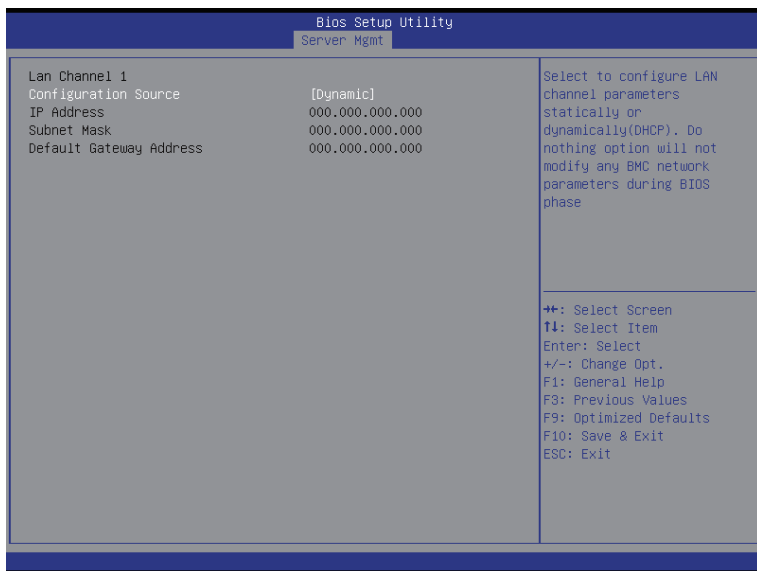 Bios Setup Utility
Server Mgmt
Lan Channel 1
Configuration Source [Dynamic]
IP Address 000.000.000.000
Subnet Mask 000.000.000.000
Default Gateway Address 000.000.000.000
Select to configure LAN
channel parameters
statically or
dynamically(DHCP). Do
nothing option will not
modify any BMC network
parameters during BIOS
phase
→←: Select Screen
↑↓: Select Item
Enter: Select
+/-: Change Opt.
F1: General Help
F3: Previous Values
F9: Optimized Defaults
F10: Save & Exit
ESC: Exit